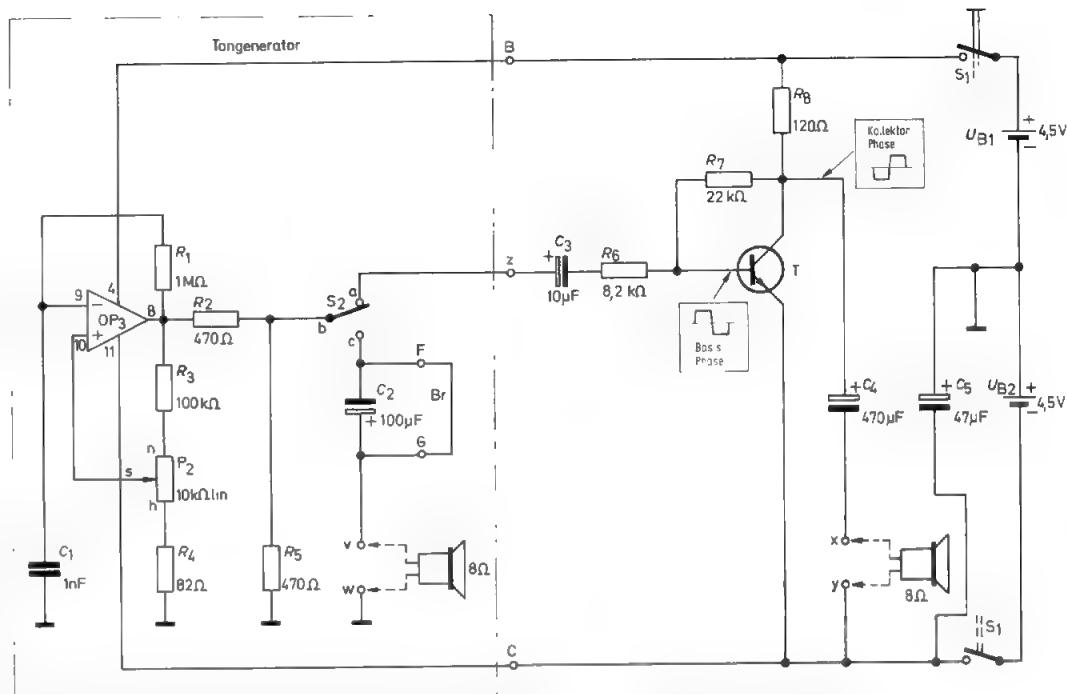 Tongenerator
B
S1
R8
120Ω
Kollektor
Phase
UB1
+
4,5V
−
R7
22 kΩ
R1
1MΩ
C3
+
10µF
R6
8,2 kΩ
T
z
a
S2
b
c
4
9
−
OP3
8
+
10
11
R2
470Ω
Basis
Phase
F
C2
Br
+ 100µF
G
R3
100kΩ
n
s
P2
10kΩ lin
h
+ C4
470µF
+ C5
47µF
UB2
+
4,5V
−
C1
1nF
R4
82Ω
R5
470Ω
v
w
8Ω
x
y
8Ω
S1
C